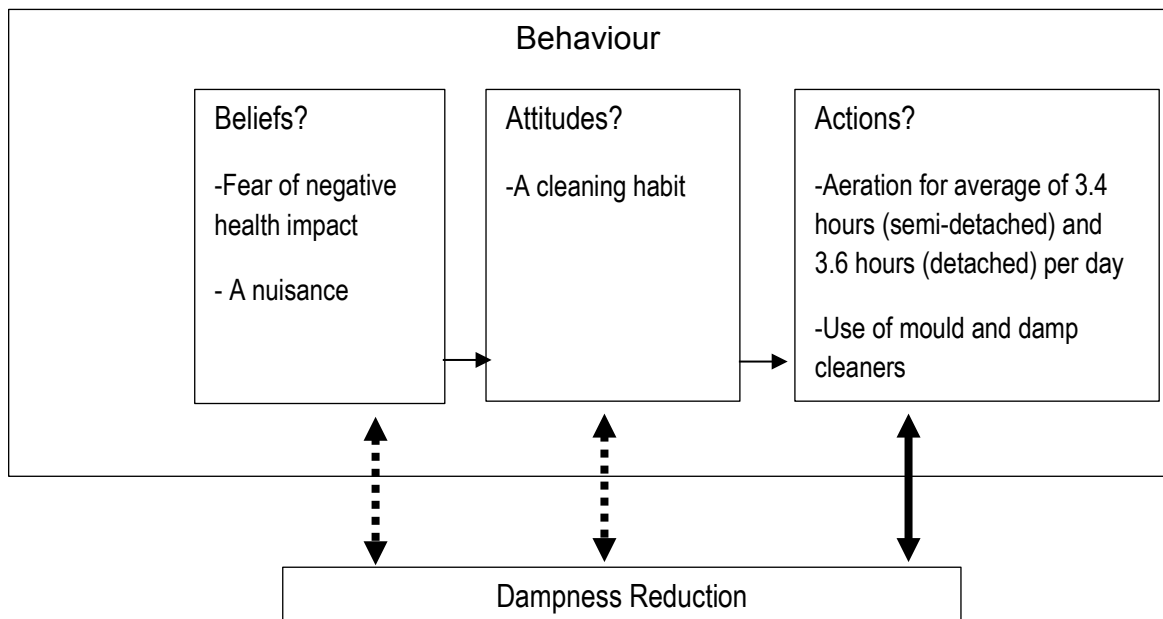 Behaviour
Beliefs?
-Fear of negative
health impact
- A nuisance
Attitudes?
-A cleaning habit
Actions?
-Aeration for average of 3.4
hours (semi-detached) and
3.6 hours (detached) per day
-Use of mould and damp
cleaners
Dampness Reduction